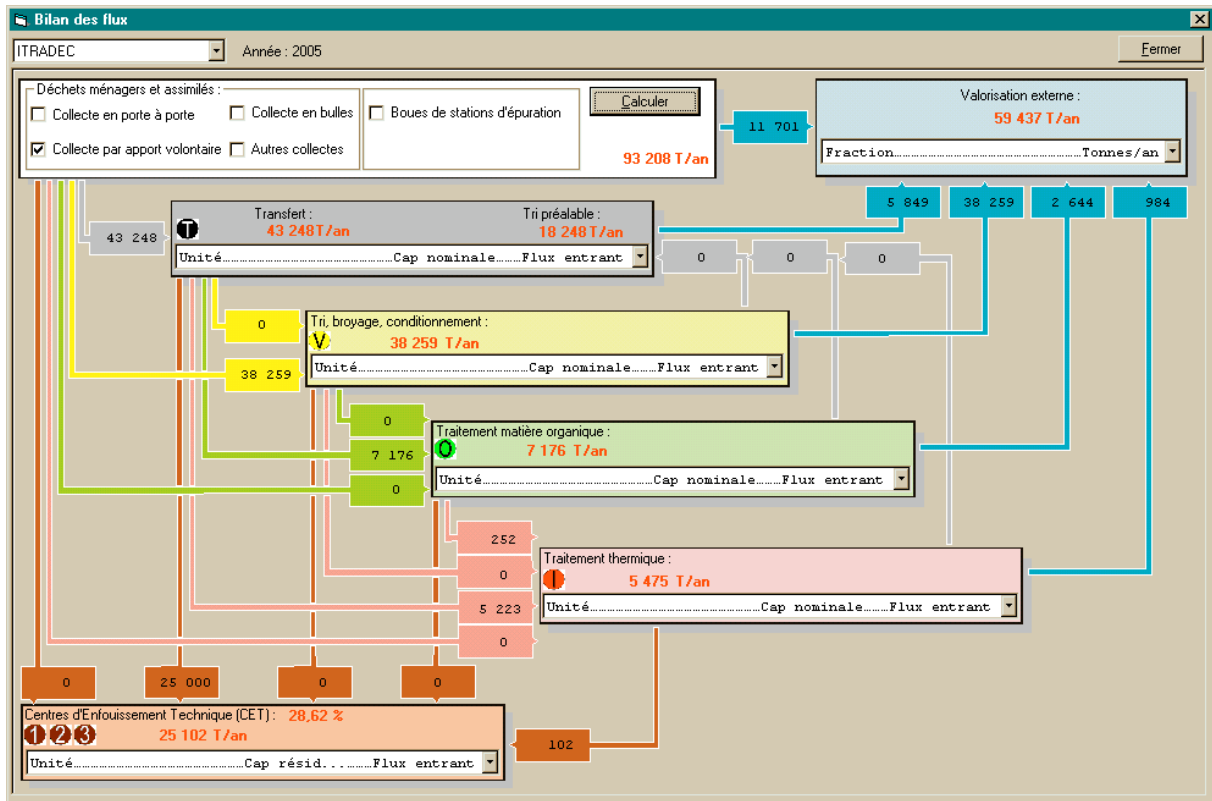 Bilan des flux
ITRADEC
Année : 2005
Fermer
Déchets ménagers et assimilés :
Collecte en porte à porte
Collecte en bulles
Boues de stations d'épuration
Calculer
Collecte par apport volontaire
Autres collectes
93 208 T/an
11 701
Valorisation externe :
59 437 T/an
Fraction...Tonnes/an
5 849
38 259
2 644
984
43 248
T
Transfert :
43 248T/an
Tri préalable :
18 248 T/an
Unité...Cap nominale...Flux entrant
0
0
0
0
38 259
Tri, broyage, conditionnement :
V
38 259 T/an
Unité...Cap nominale...Flux entrant
0
7 176
0
Traitement matière organique :
O
7 176 T/an
Unité...Cap nominale...Flux entrant
252
0
5 223
0
Traitement thermique :
I
5 475 T/an
Unité...Cap nominale...Flux entrant
0
25 000
0
0
Centres d'Enfouissement Technique (CET) : 28,62 %
1 2 3
25 102 T/an
Unité...Cap résid...Flux entrant
102